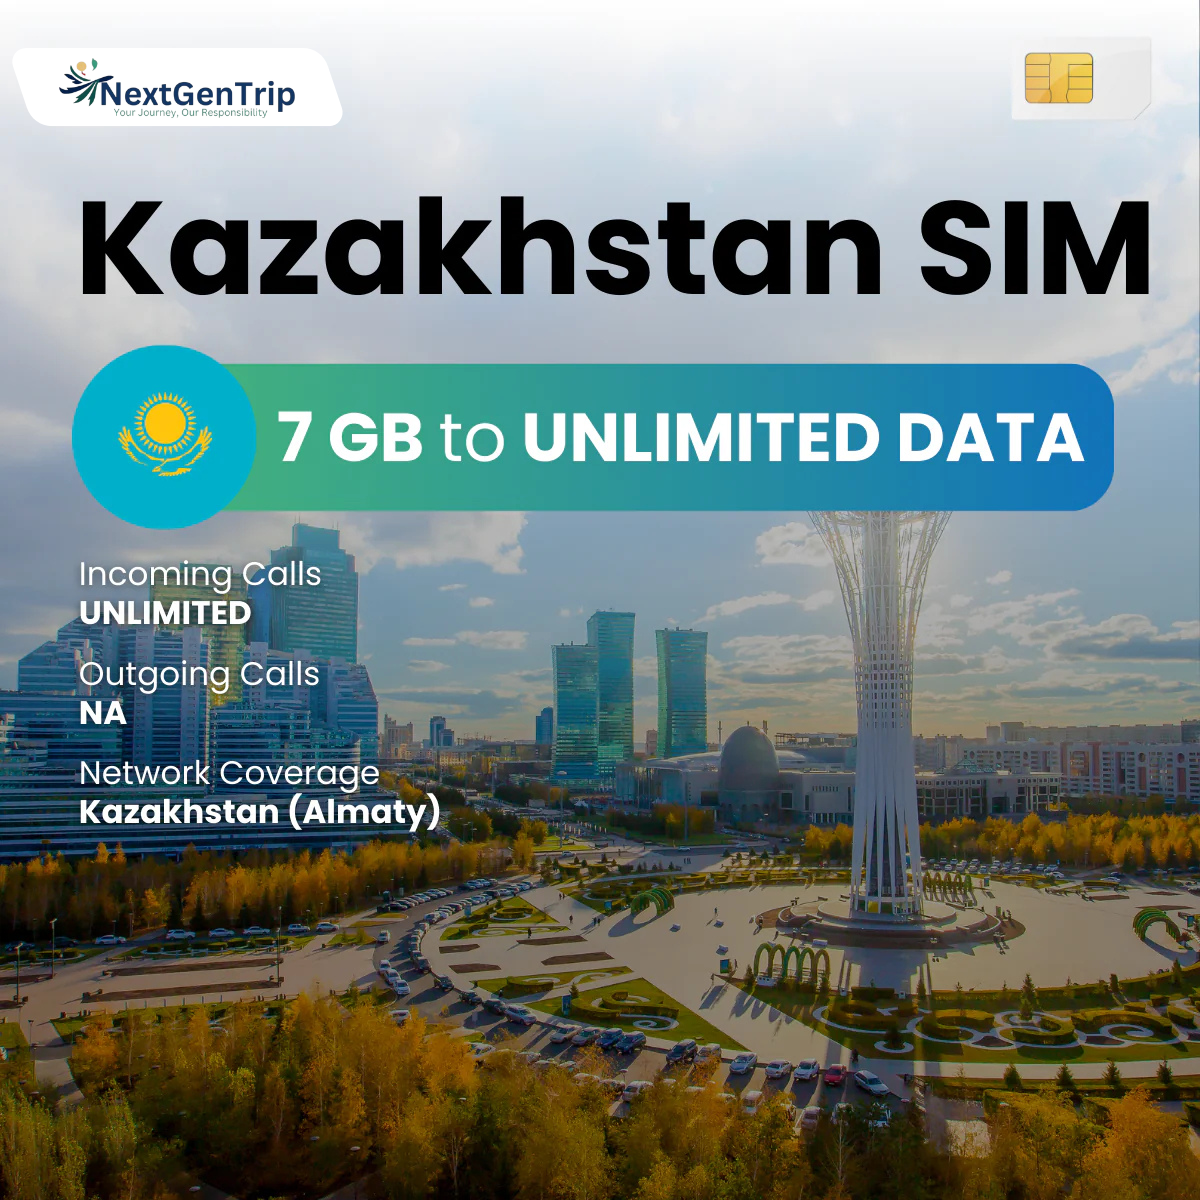 NextGenTrip
Your Journey, Our Responsibility
Kazakhstan SIM
7 GB to UNLIMITED DATA
Incoming Calls
UNLIMITED
Outgoing Calls
NA
Network Coverage
Kazakhstan (Almaty)